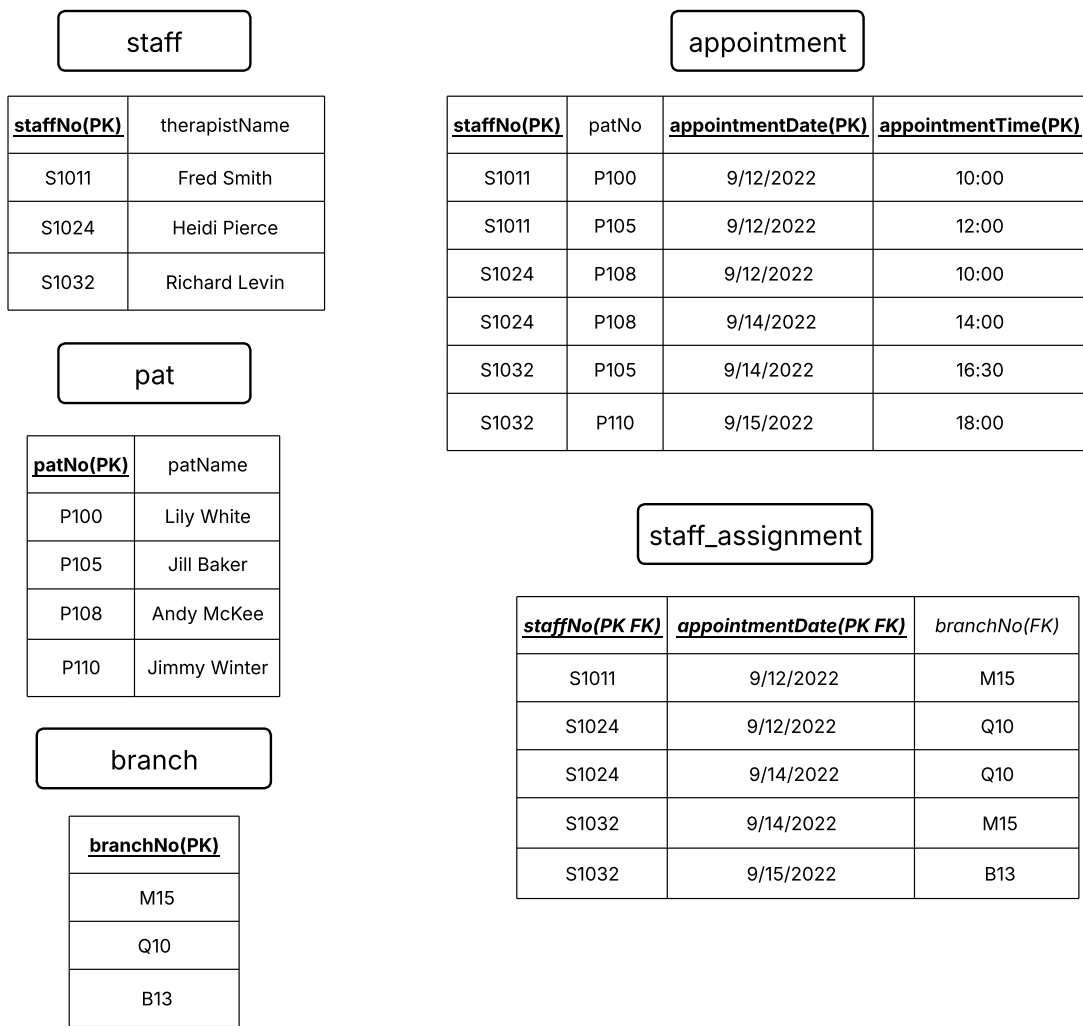 staff
staffNo(PK) therapistName
S1011 Fred Smith
S1024 Heidi Pierce
S1032 Richard Levin
pat
patNo(PK) patName
P100 Lily White
P105 Jill Baker
P108 Andy McKee
P110 Jimmy Winter
branch
branchNo(PK)
M15
Q10
B13
appointment
staffNo(PK) patNo appointmentDate(PK) appointmentTime(PK)
S1011 P100 9/12/2022 10:00
S1011 P105 9/12/2022 12:00
S1024 P108 9/12/2022 10:00
S1024 P108 9/14/2022 14:00
S1032 P105 9/14/2022 16:30
S1032 P110 9/15/2022 18:00
staff_assignment
staffNo(PK FK) appointmentDate(PK FK) branchNo(FK)
S1011 9/12/2022 M15
S1024 9/12/2022 Q10
S1024 9/14/2022 Q10
S1032 9/14/2022 M15
S1032 9/15/2022 B13